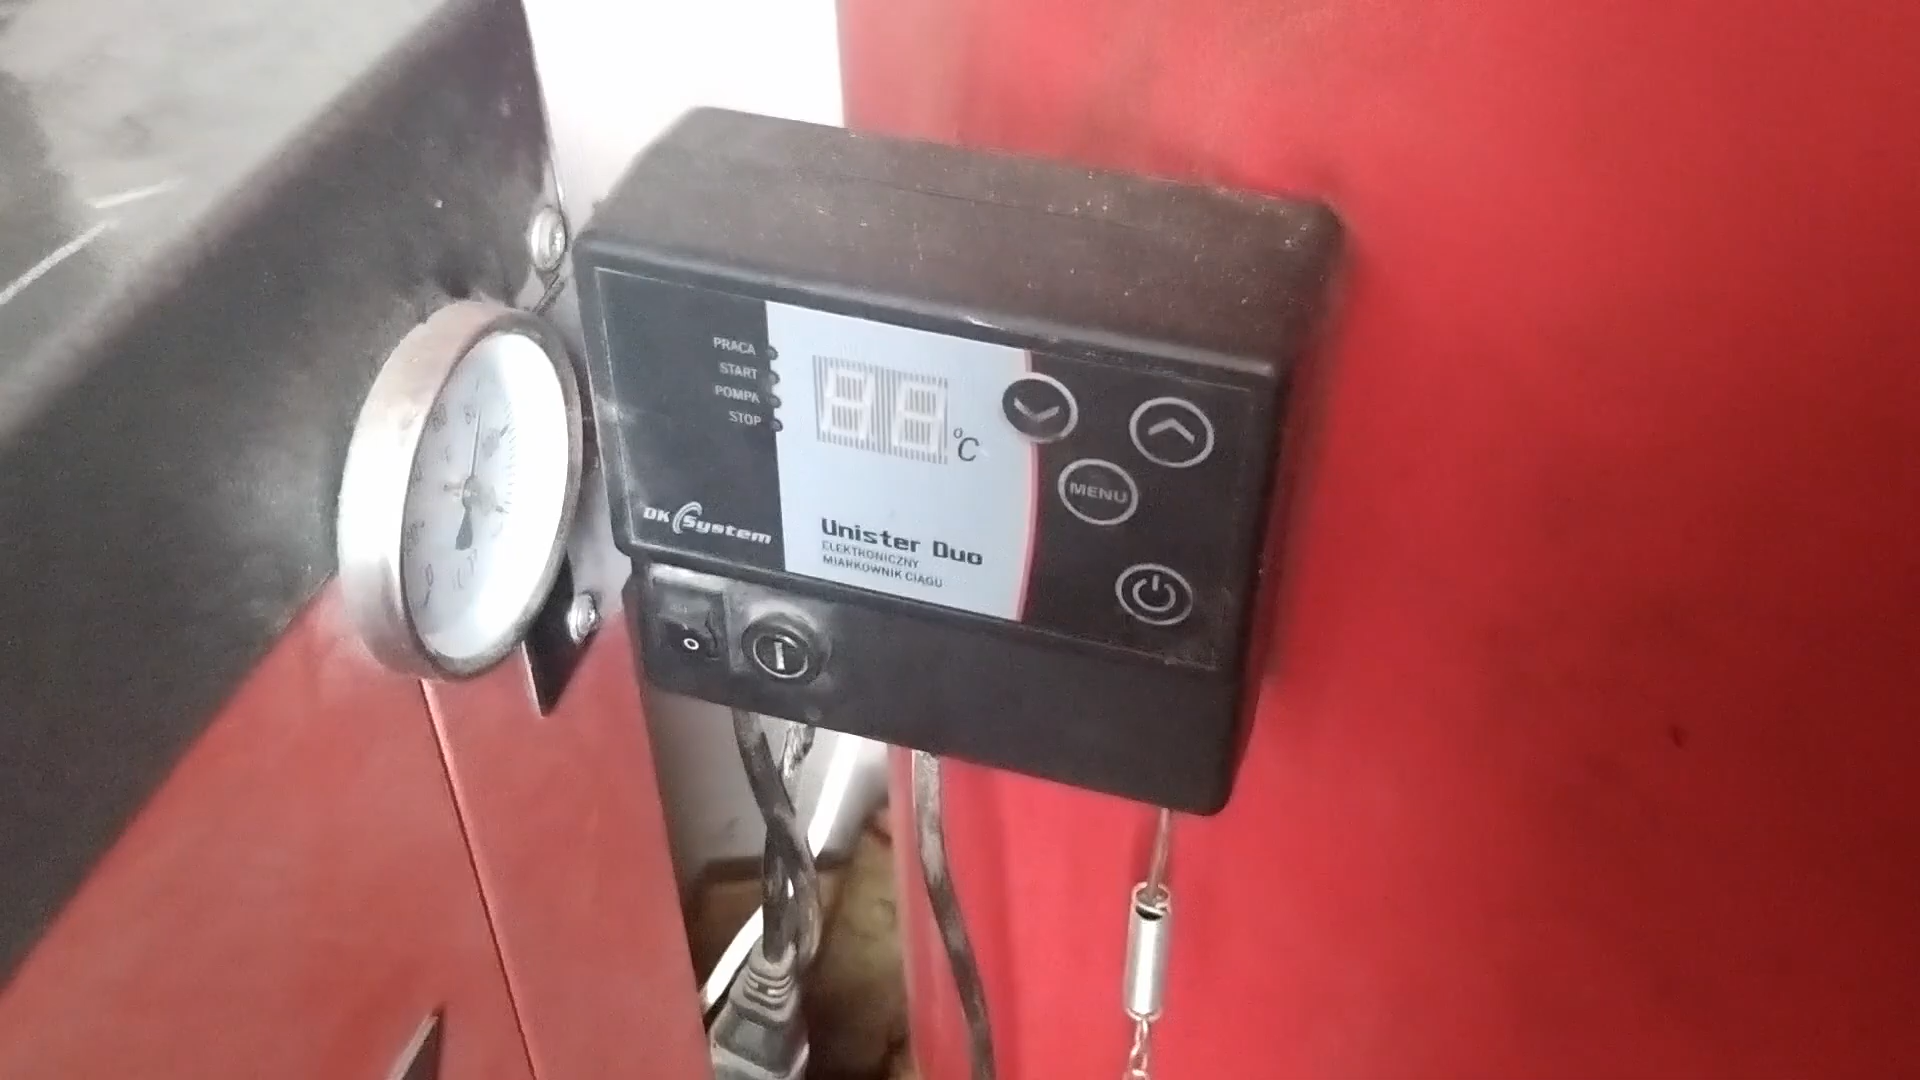 PRACA
START
POMPA
STOP
°C
MENU
DK System
Unister Duo
ELEKTRONICZNY
MIARKOWNIK CIĄGU
O